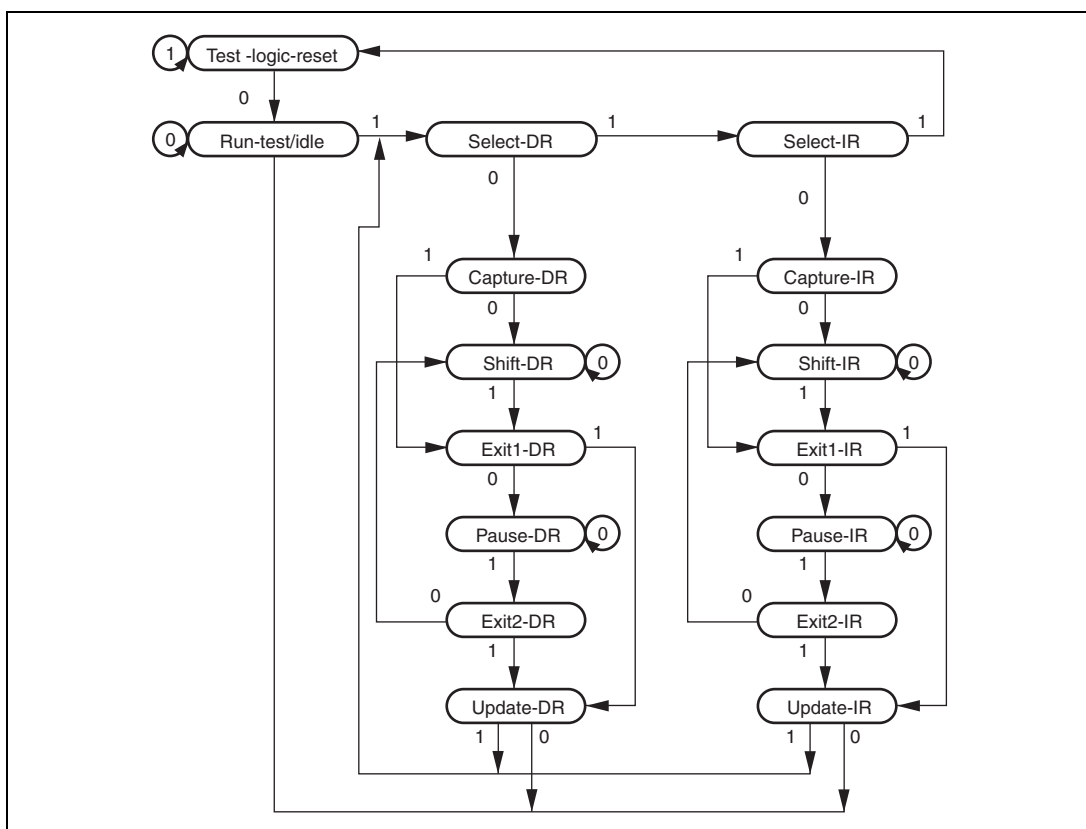 1 Test -logic-reset
0
0 Run-test/idle 1 Select-DR 1 Select-IR 1
0 0
1 Capture-DR 1 Capture-IR
0 0
Shift-DR 0 Shift-IR 0
1 1
Exit1-DR 1 Exit1-IR 1
0 0
Pause-DR 0 Pause-IR 0
1 1
0 Exit2-DR 0 Exit2-IR
1 1
Update-DR Update-IR
1 0 1 0